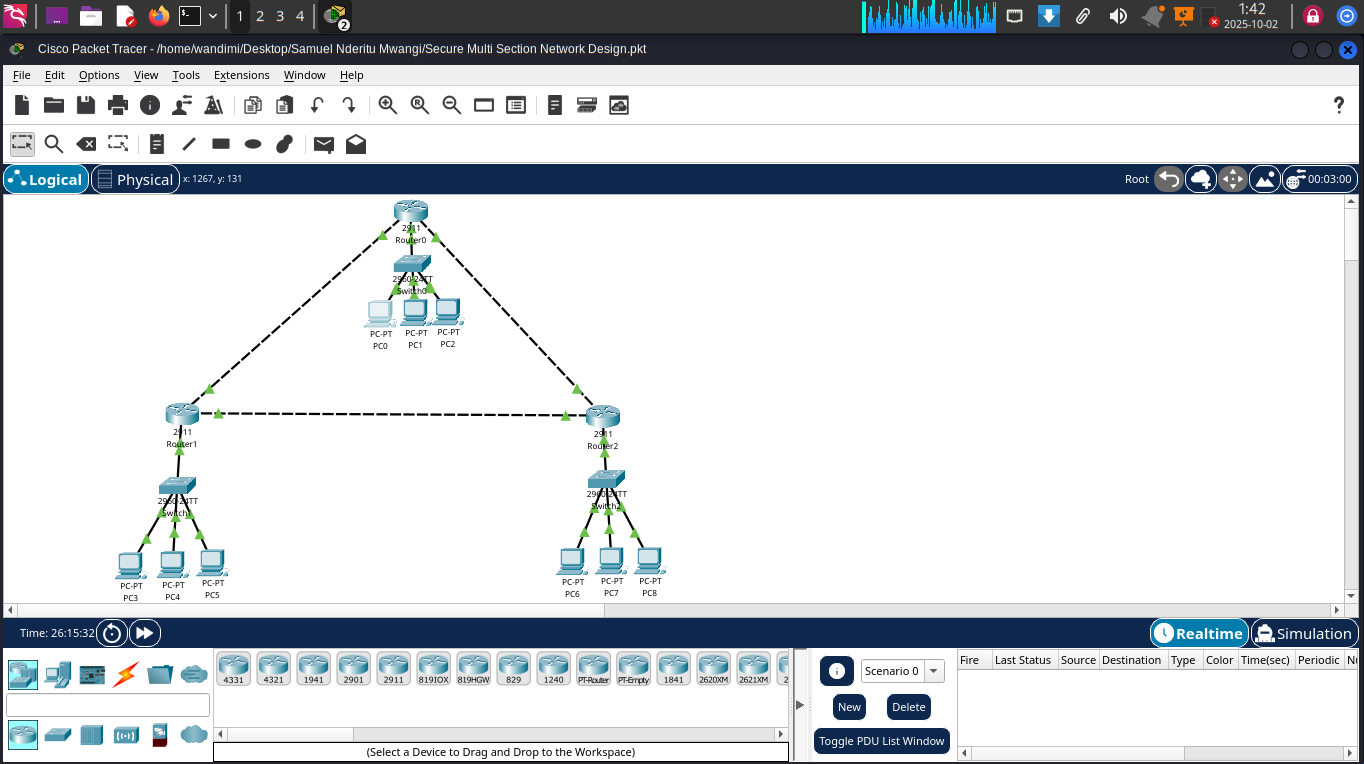 1 2 3 4 2 1:42
2025-10-02
Cisco Packet Tracer - /home/wandimi/Desktop/Samuel Nderitu Mwangi/Secure Multi Section Network Design.pkt
File Edit Options View Tools Extensions Window Help
Logical Physical x: 1267, y: 131 Root 00:03:00
2911
Router0
2960-24TT
Switch0
PC-PT
PC0
PC-PT
PC1
PC-PT
PC2
2911
Router1
2911
Router2
2960-24TT
Switch1
2960-24TT
Switch2
PC-PT
PC3
PC-PT
PC4
PC-PT
PC5
PC-PT
PC6
PC-PT
PC7
PC-PT
PC8
Time: 26:15:32 Realtime Simulation
4331 4321 1941 2901 2911 819IOX 819HGW 829 1240 PT-Router PT-Empty 1841 2620XM 2621XM 2
(Select a Device to Drag and Drop to the Workspace)
Scenario 0
New Delete
Toggle PDU List Window
Fire Last Status Source Destination Type Color Time(sec) Periodic Nu